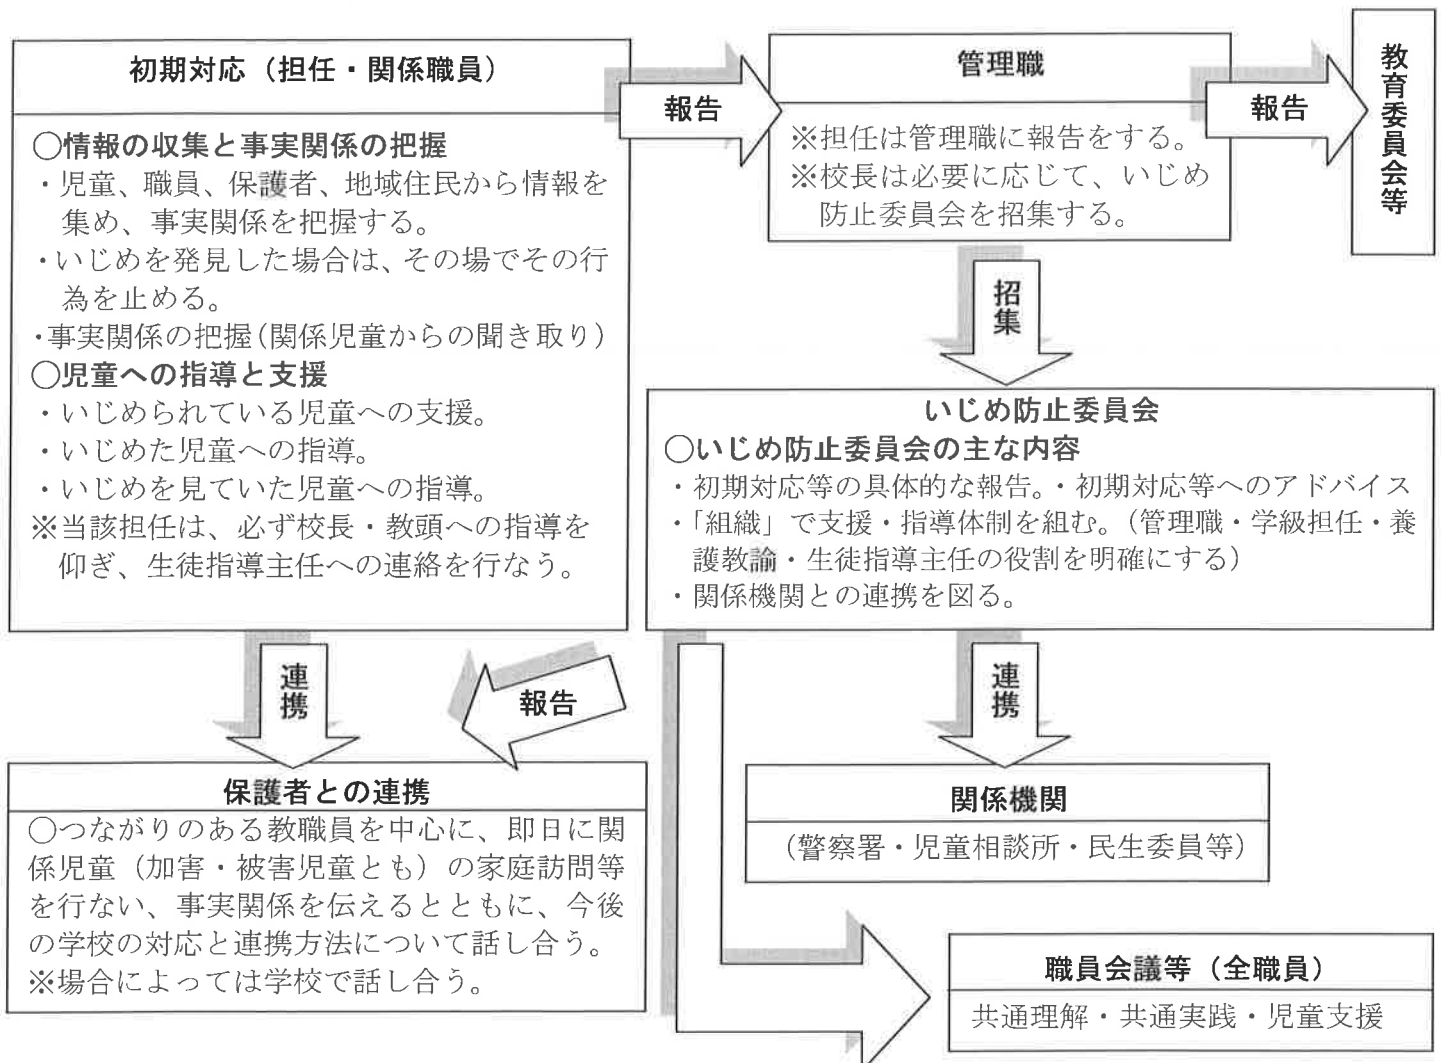 初期対応（担任・関係職員）
○情報の収集と事実関係の把握
・児童、職員、保護者、地域住民から情報を
集め、事実関係を把握する。
・いじめを発見した場合は、その場でその行
為を止める。
・事実関係の把握（関係児童からの聞き取り）
○児童への指導と支援
・いじめられている児童への支援。
・いじめた児童への指導。
・いじめを見ていた児童への指導。
※当該担任は、必ず校長・教頭への指導を
仰ぎ、生徒指導主任への連絡を行なう。
報告
管理職
※担任は管理職に報告をする。
※校長は必要に応じて、いじめ
防止委員会を招集する。
報告
教育委員会等
招集
いじめ防止委員会
○いじめ防止委員会の主な内容
・初期対応等の具体的な報告。・初期対応等へのアドバイス
・「組織」で支援・指導体制を組む。（管理職・学級担任・養
護教諭・生徒指導主任の役割を明確にする）
・関係機関との連携を図る。
連携
報告
連携
保護者との連携
○つながりのある教職員を中心に、即日に関
係児童（加害・被害児童とも）の家庭訪問等
を行ない、事実関係を伝えるとともに、今後
の学校の対応と連携方法について話し合う。
※場合によっては学校で話し合う。
関係機関
（警察署・児童相談所・民生委員等）
職員会議等（全職員）
共通理解・共通実践・児童支援